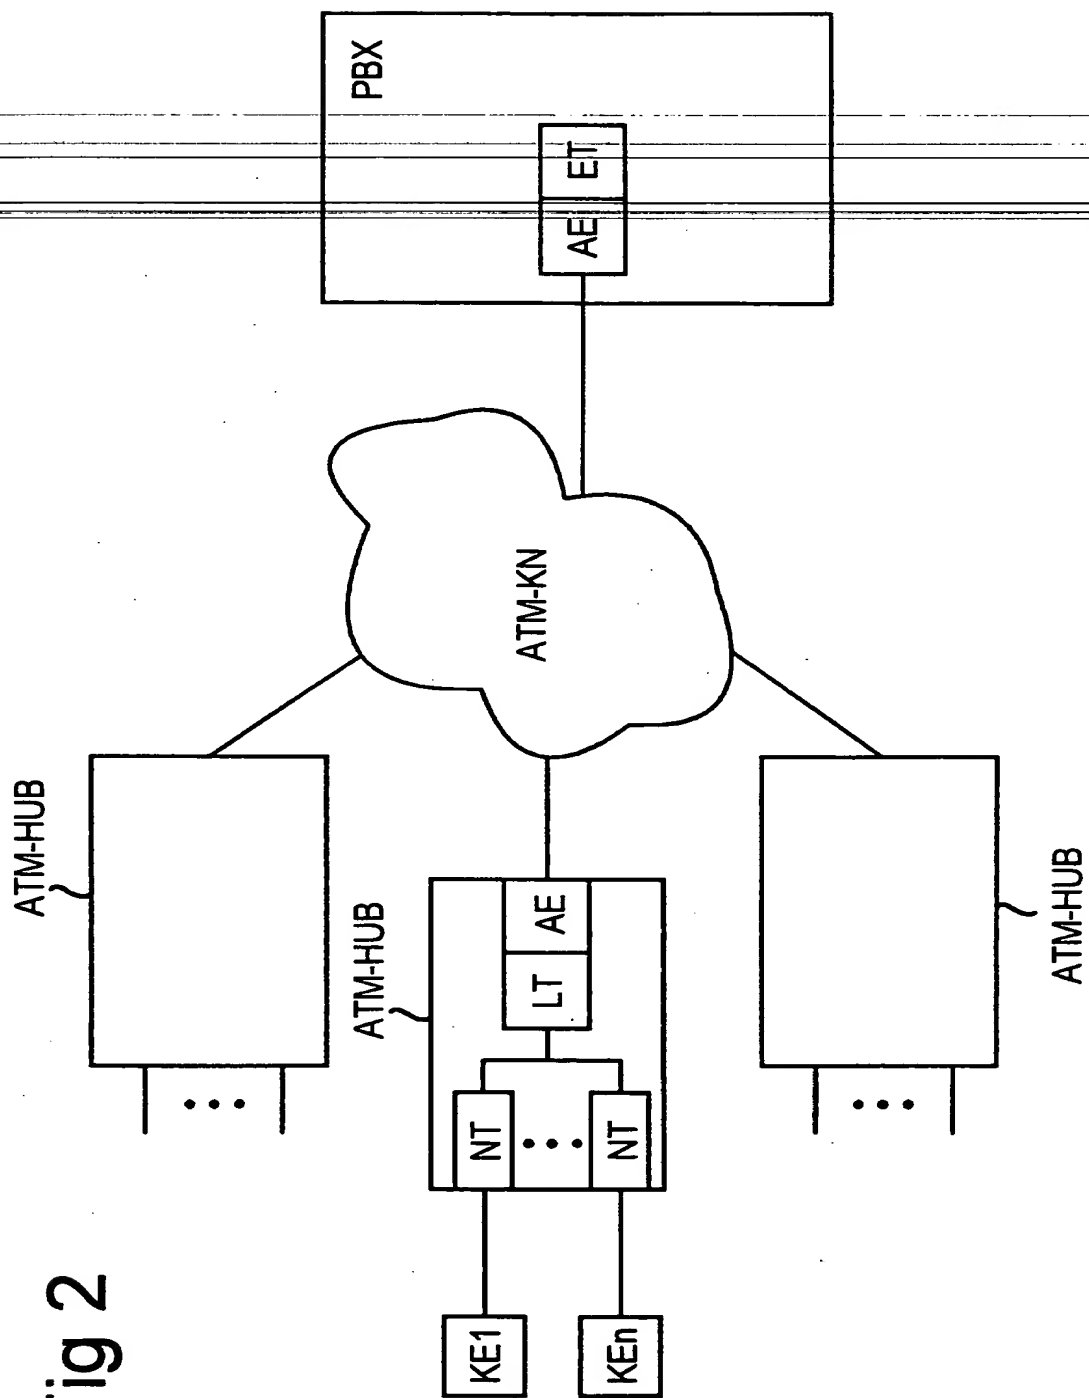 Fig 2
ATM-HUB
ATM-HUB
PBX
KE1
NT
LT
AE
ATM-KN
AE
ET
KEn
NT
ATM-HUB